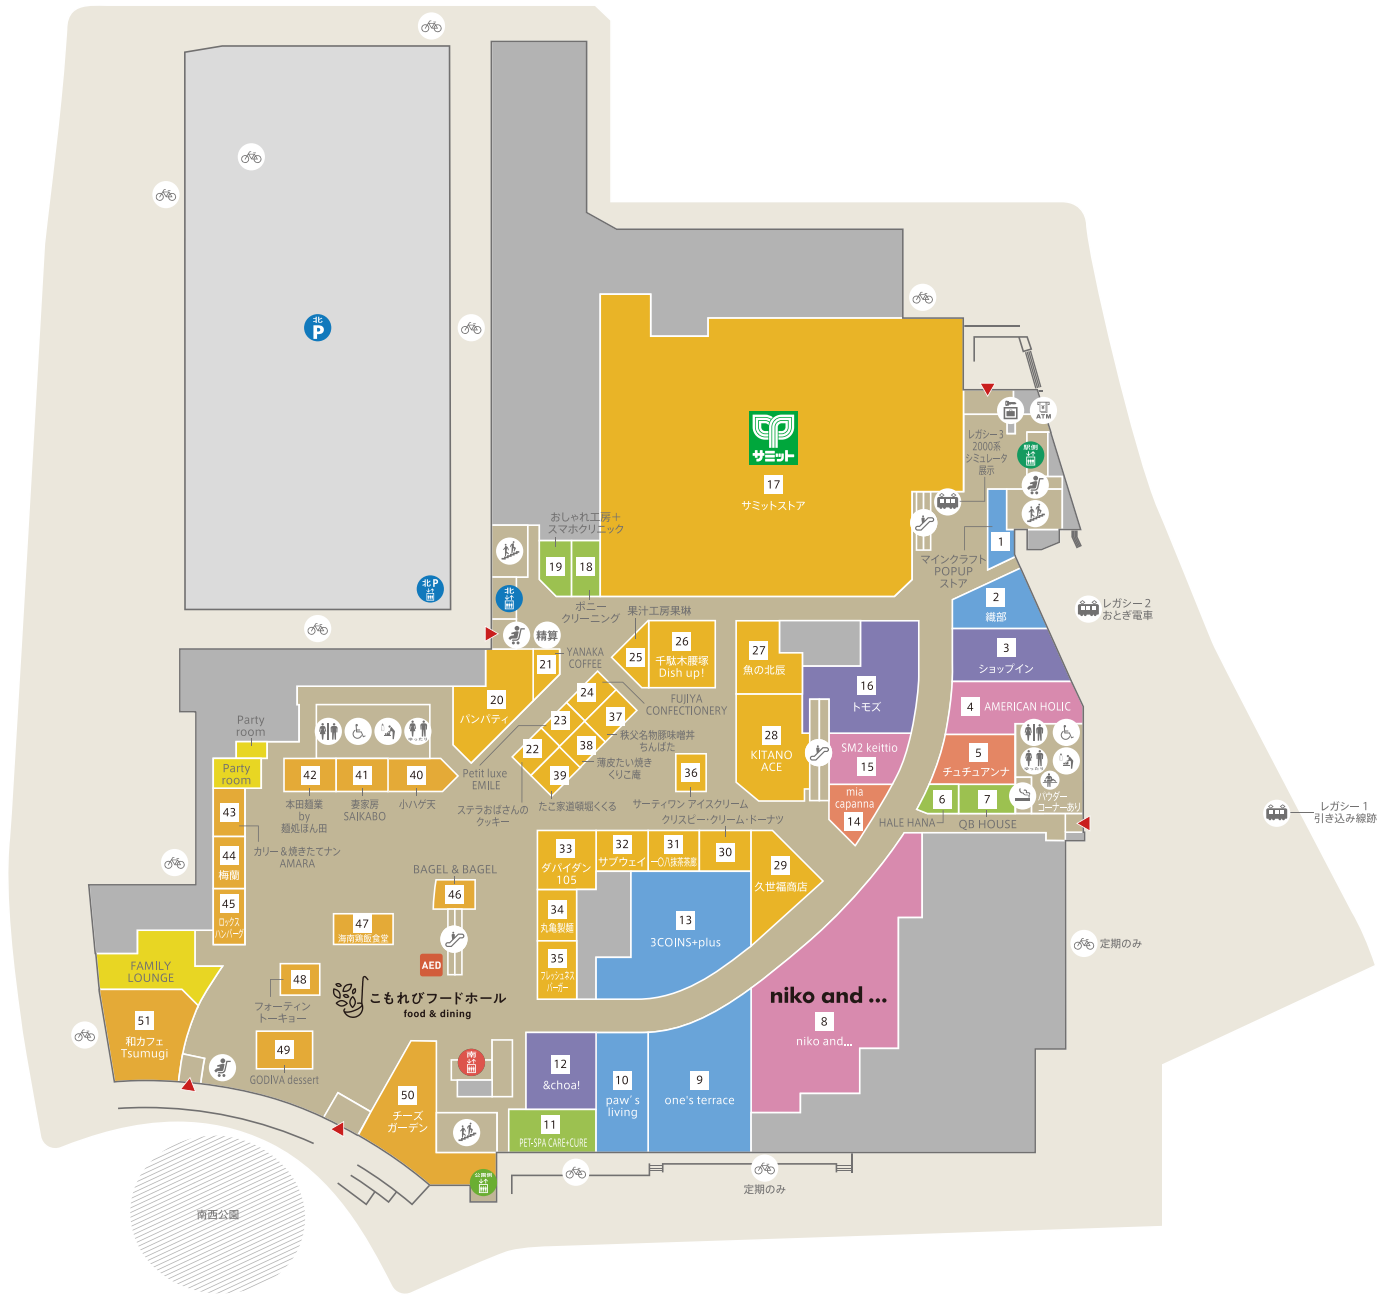 北
P
北P
サミット
17
サミットストア
ATM
レガシー3
2000系
シミュレータ
展示
駅側
おしゃれ工房＋
スマホクリニック
19
18
ポニー
クリーニング
北
精算
1
マインクラフト
POPUP
ストア
2
織部
レガシー2
おとぎ電車
3
ショップイン
4 AMERICAN HOLIC
5
チュチュアンナ
6
HALE HANA
7
QB HOUSE
ゆったり
パウダー
コーナーあり
レガシー1
引き込み線跡
果汁工房果琳
25
26
千駄木腰塚
Dish up!
27
魚の北辰
28
KITANO
ACE
16
トモズ
SM2 keittio
15
mia
capanna
14
YANAKA
COFFEE
21
20
パンパティ
24
FUJIYA
CONFECTIONERY
23
Petit luxe
EMILE
22
ステラおばさんの
クッキー
37
秩父名物豚味噌丼
ちんばた
38
薄皮たい焼き
くりこ庵
39
たこ家道頓堀くくる
36
サーティワン アイスクリーム
クリスピー・クリーム・ドーナツ
Party
room
Party
room
ゆったり
42
本田麺業
by
麺処ほん田
41
妻家房
SAIKABO
40
小ハゲ天
43
カリー＆焼きたてナン
AMARA
44
梅蘭
45
ロックス
ハンバーグ
BAGEL & BAGEL
46
47
海南鶏飯食堂
AED
33
ダパイダン
105
32
サブウェイ
31
一〇八抹茶茶廊
30
29
久世福商店
34
丸亀製麺
35
フレッシュネス
バーガー
13
3COINS+plus
FAMILY
LOUNGE
51
和カフェ
Tsumugi
48
フォーティン
トーキョー
49
GODIVA dessert
こもれびフードホール
food & dining
南
50
チーズ
ガーデン
12
&choa!
11
PET-SPA CARE+CURE
10
paw's
living
9
one's terrace
niko and ...
8
niko and...
定期のみ
公園側
定期のみ
南西公園